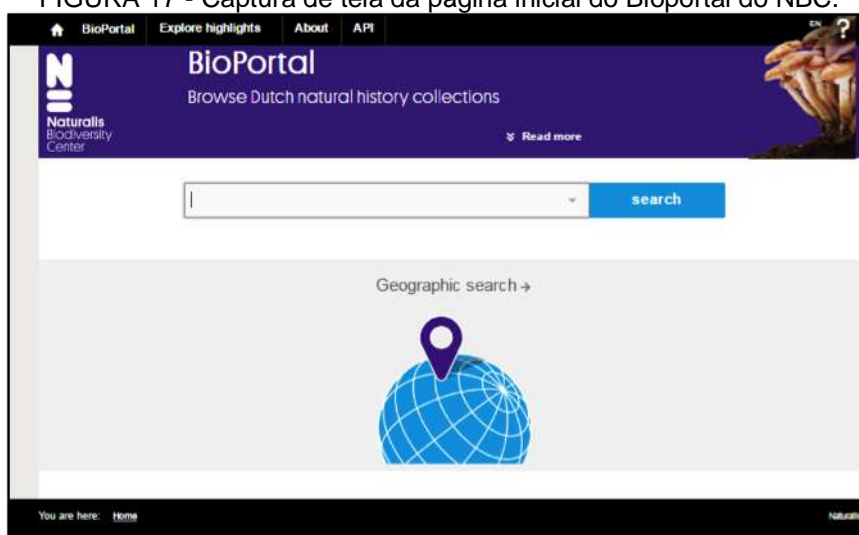 FIGURA 17 - Captura de tela da página inicial do Bioportal do NBC.
BioPortal Explore highlights About API EN ?
BioPortal
Browse Dutch natural history collections
Naturalis
Biodiversity
Center
Read more
search
Geographic search →
You are here: Home